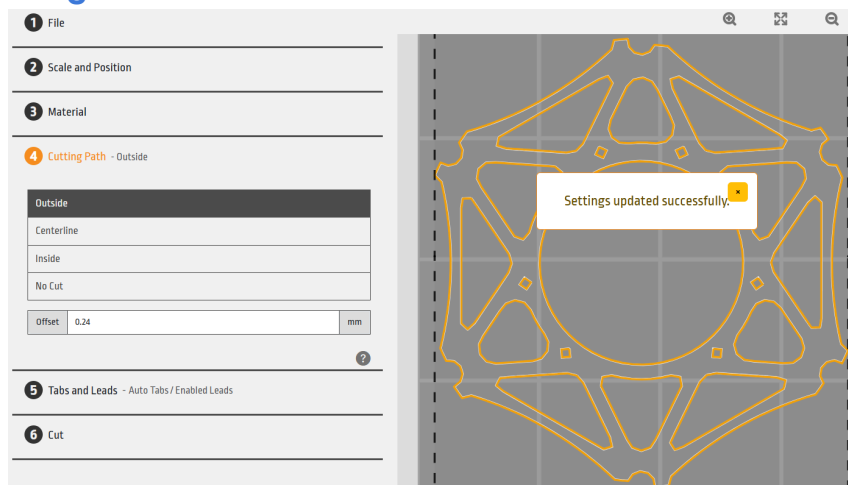 1 File
2 Scale and Position
3 Material
4 Cutting Path - Outside
Outside
Centerline
Inside
No Cut
Offset 0.24 mm
?
5 Tabs and Leads - Auto Tabs / Enabled Leads
6 Cut
Settings updated successfully.
×